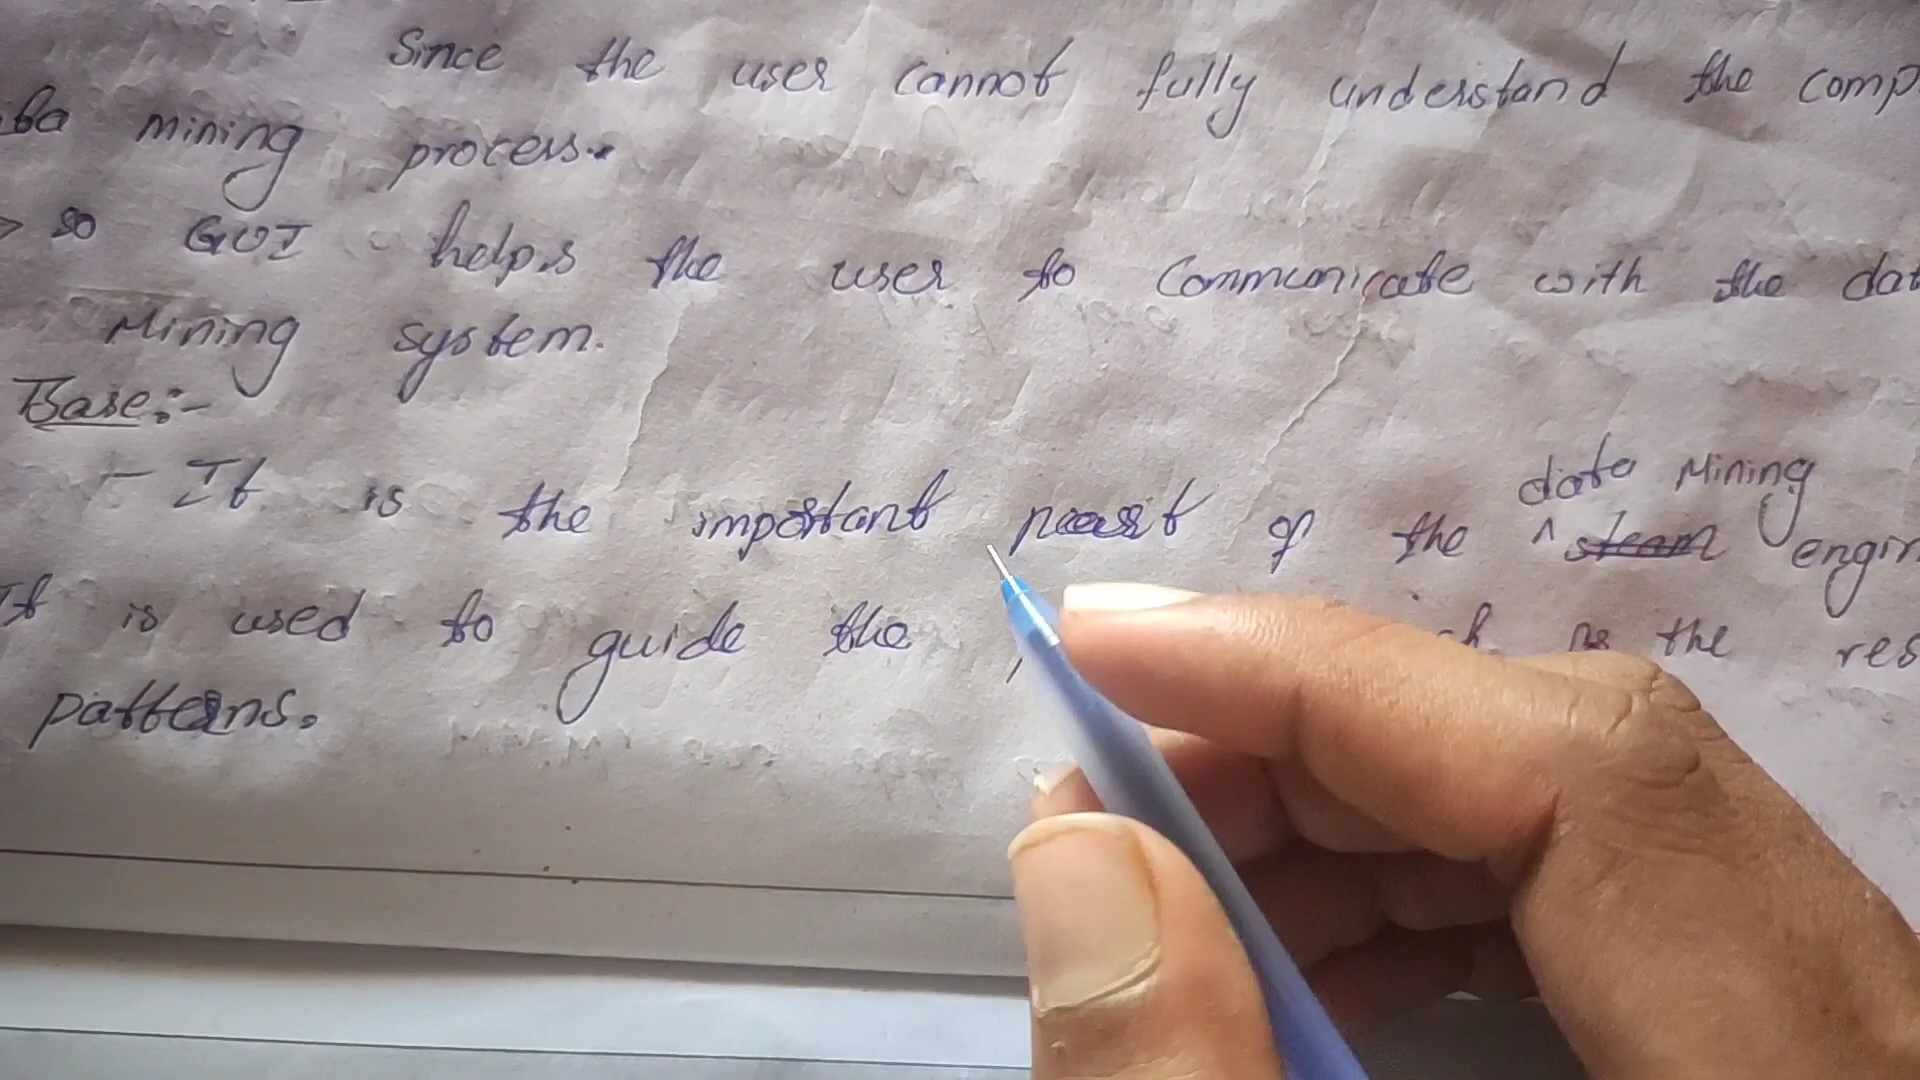 Since the user cannot fully understand the comp
mining process.
so GUI helps the user to communicate with the dat
Mining system.
Base:-
- It is the important part of the ^ data Mining steam engin
It is used to guide the is the res
patterns.